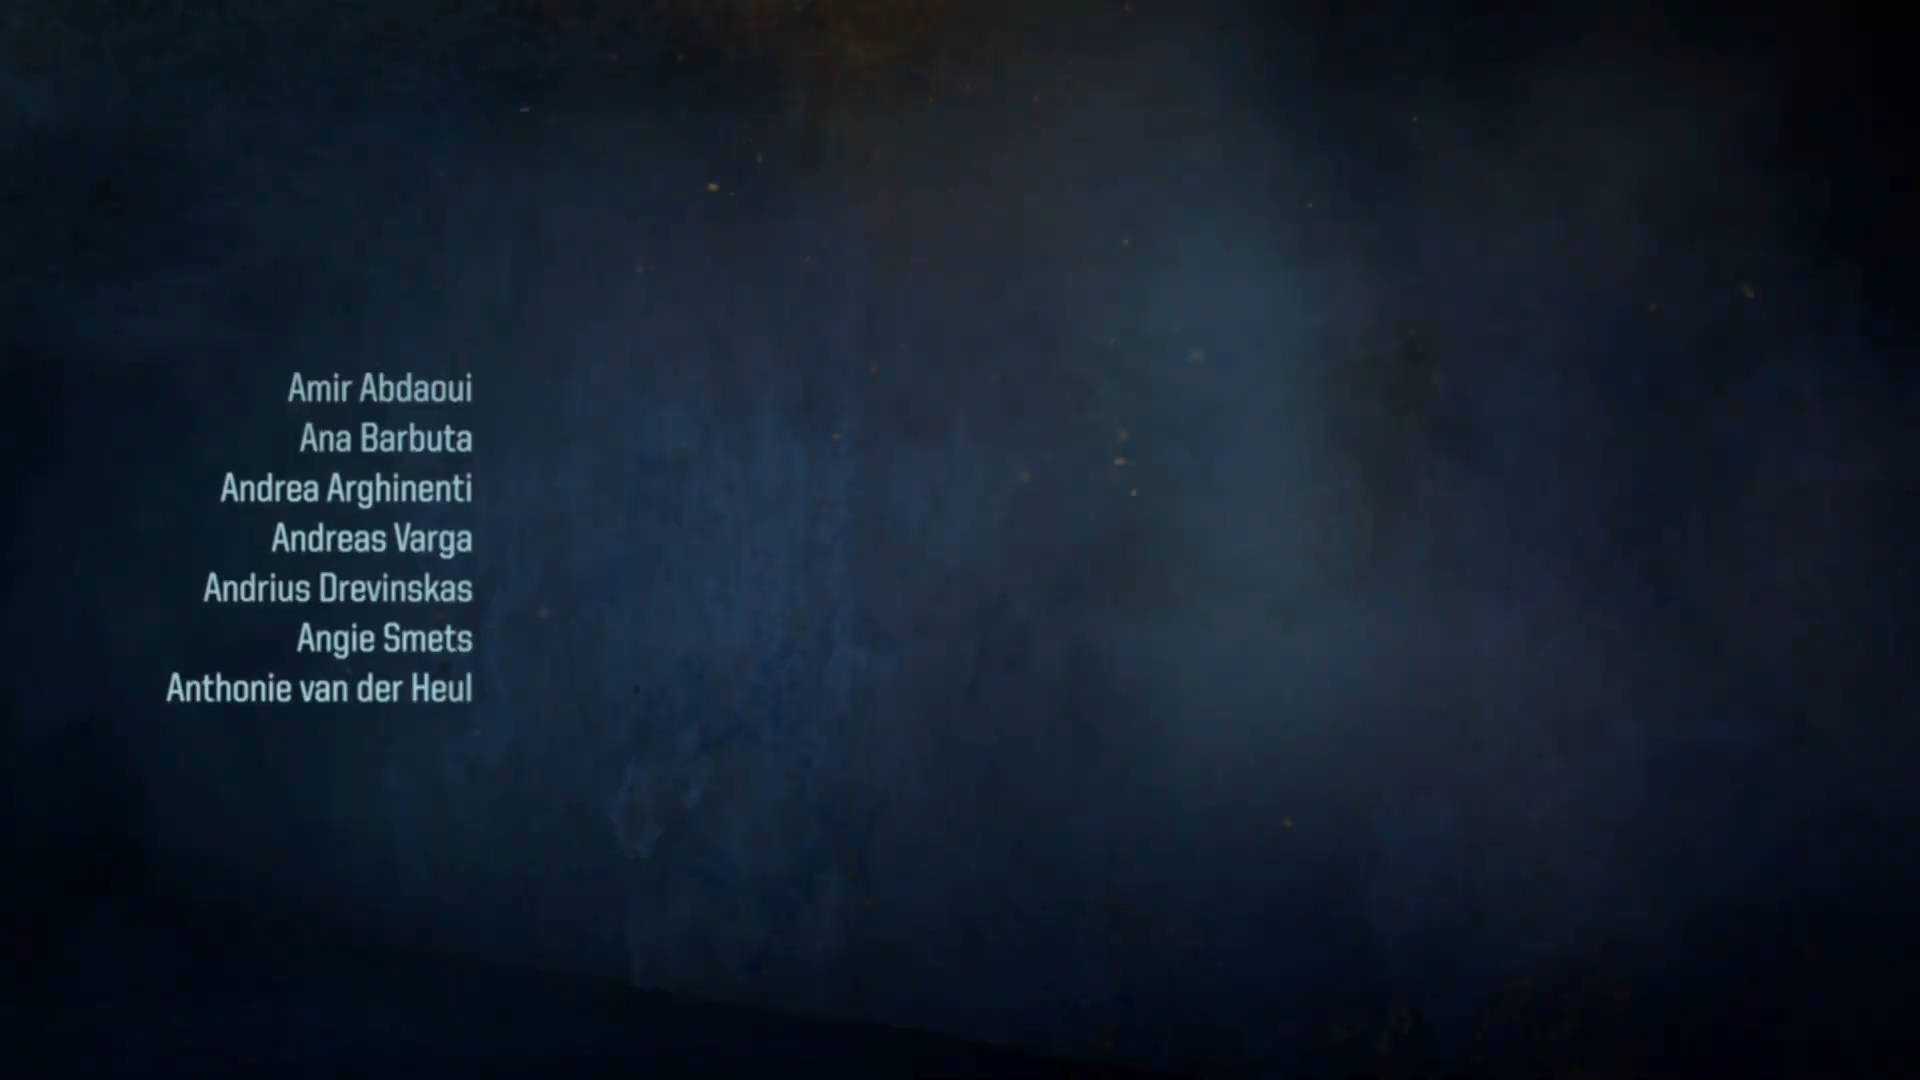 Amir Abdaoui
Ana Barbuta
Andrea Arghinenti
Andreas Varga
Andrius Drevinskas
Angie Smets
Anthonie van der Heul